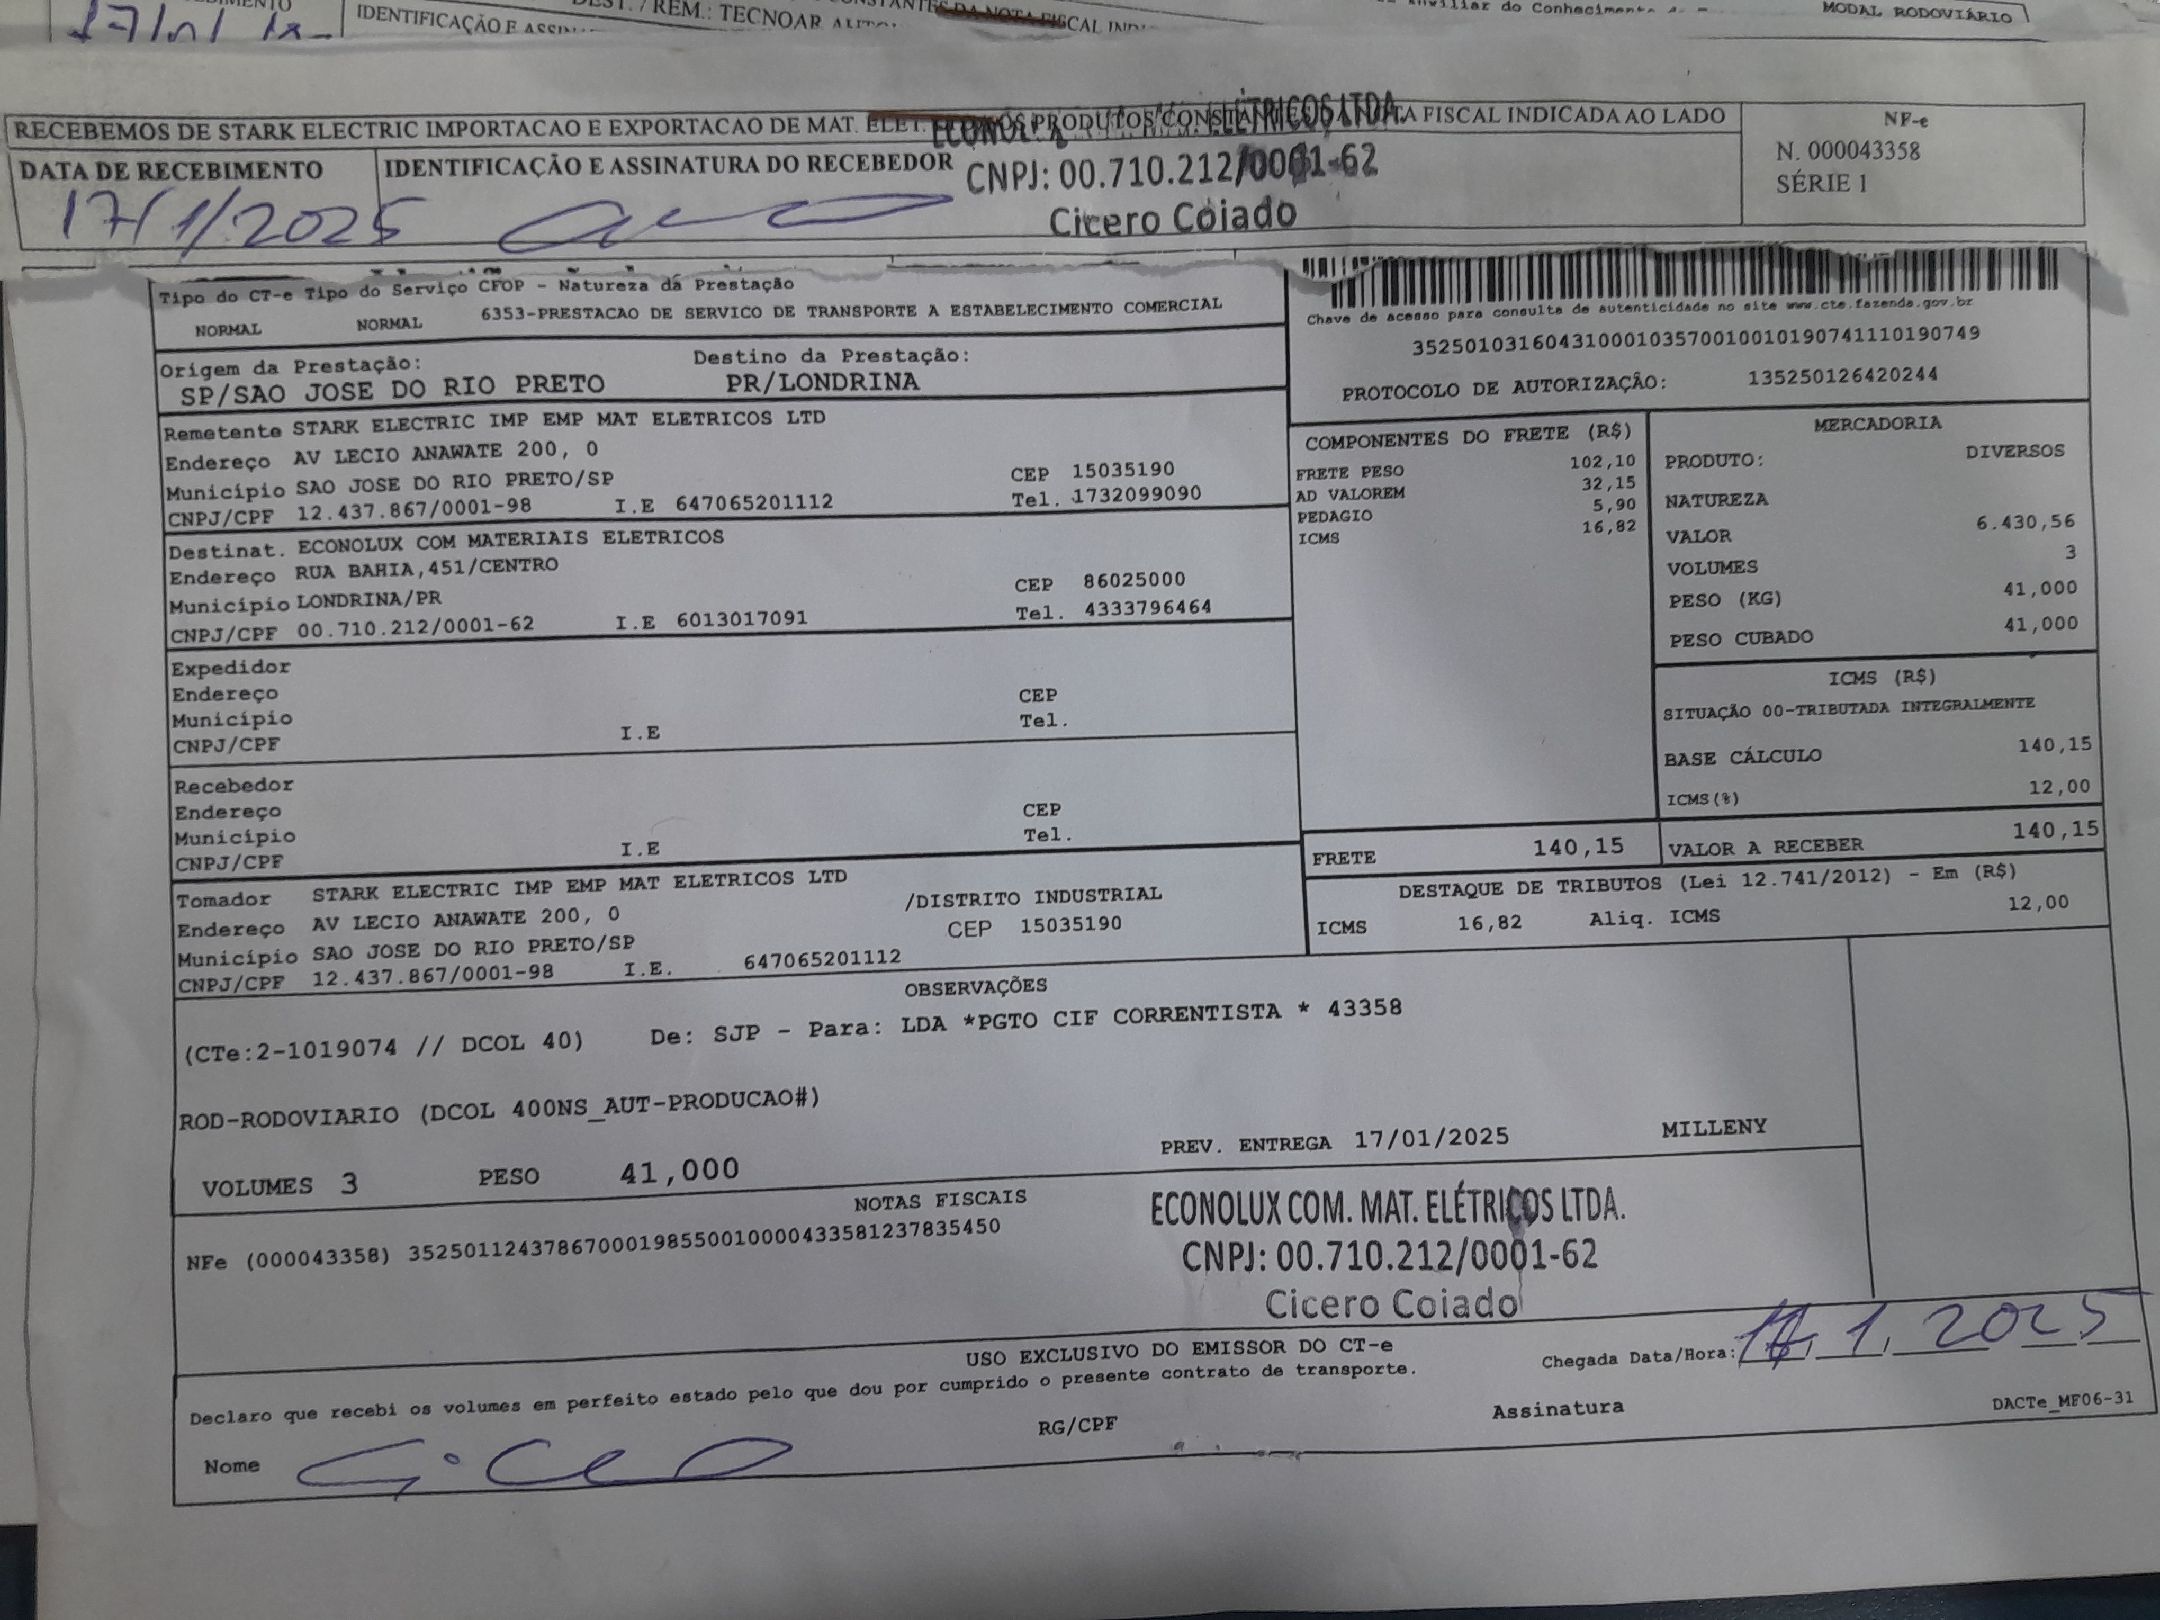 IDENTIFICAÇÃO E
DEST. / REM.: TECNOAR
DA NOTA FISCAL
MODAL RODOVIÁRIO
RECEBEMOS DE STARK ELECTRIC IMPORTACAO E EXPORTACAO DE MAT. ELET. OS PRODUTOS CONSTANTES DA NOTA FISCAL INDICADA AO LADO
DATA DE RECEBIMENTO
17/1/2025
IDENTIFICAÇÃO E ASSINATURA DO RECEBEDOR
ELÉTRICOS LTDA.
CNPJ: 00.710.212/0001-62
Cicero Coiado
NF-e
N. 000043358
SÉRIE 1
Tipo do CT-e Tipo do Serviço CFOP - Natureza da Prestação
NORMAL NORMAL 6353-PRESTACAO DE SERVICO DE TRANSPORTE A ESTABELECIMENTO COMERCIAL
Chave de acesso para consulta de autenticidade no site www.cte.fazenda.gov.br
35250103160431000103570010010190741110190749
PROTOCOLO DE AUTORIZAÇÃO: 135250126420244
Origem da Prestação: Destino da Prestação:
SP/SAO JOSE DO RIO PRETO PR/LONDRINA
Remetente STARK ELECTRIC IMP EMP MAT ELETRICOS LTD
Endereço AV LECIO ANAWATE 200, 0
Município SAO JOSE DO RIO PRETO/SP CEP 15035190
CNPJ/CPF 12.437.867/0001-98 I.E 647065201112 Tel. 1732099090
Destinat. ECONOLUX COM MATERIAIS ELETRICOS
Endereço RUA BAHIA,451/CENTRO
Município LONDRINA/PR CEP 86025000
CNPJ/CPF 00.710.212/0001-62 I.E 6013017091 Tel. 4333796464
Expedidor
Endereço CEP
Município Tel.
CNPJ/CPF I.E
Recebedor
Endereço CEP
Município Tel.
CNPJ/CPF I.E
Tomador STARK ELECTRIC IMP EMP MAT ELETRICOS LTD
Endereço AV LECIO ANAWATE 200, 0 /DISTRITO INDUSTRIAL
Município SAO JOSE DO RIO PRETO/SP CEP 15035190
CNPJ/CPF 12.437.867/0001-98 I.E. 647065201112
COMPONENTES DO FRETE (R$)
FRETE PESO 102,10
AD VALOREM 32,15
PEDAGIO 5,90
ICMS 16,82
MERCADORIA
PRODUTO: DIVERSOS
NATUREZA
VALOR 6.430,56
VOLUMES 3
PESO (KG) 41,000
PESO CUBADO 41,000
ICMS (R$)
SITUAÇÃO 00-TRIBUTADA INTEGRALMENTE
BASE CÁLCULO 140,15
ICMS(%) 12,00
FRETE 140,15 VALOR A RECEBER 140,15
DESTAQUE DE TRIBUTOS (Lei 12.741/2012) - Em (R$)
ICMS 16,82 Aliq. ICMS 12,00
OBSERVAÇÕES
(CTe:2-1019074 // DCOL 40) De: SJP - Para: LDA *PGTO CIF CORRENTISTA * 43358
ROD-RODOVIARIO (DCOL 400NS_AUT-PRODUCAO#)
PREV. ENTREGA 17/01/2025 MILLENY
VOLUMES 3 PESO 41,000
NOTAS FISCAIS
NFe (000043358) 35250112437867000198550010000433581237835450
ECONOLUX COM. MAT. ELÉTRICOS LTDA.
CNPJ: 00.710.212/0001-62
Cicero Coiado
USO EXCLUSIVO DO EMISSOR DO CT-e
Declaro que recebi os volumes em perfeito estado pelo que dou por cumprido o presente contrato de transporte.
Chegada Data/Hora: 17, 1, 2025
Nome Cicero RG/CPF Assinatura
DACTe_MF06-31